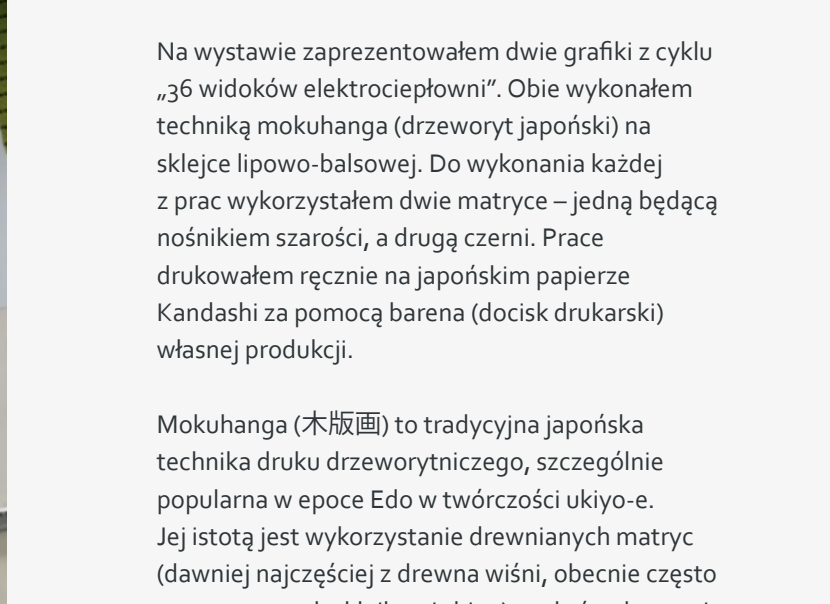 Na wystawie zaprezentowałem dwie grafiki z cyklu
„36 widoków elektrociepłowni”. Obie wykonałem
techniką mokuhanga (drzeworyt japoński) na
sklejce lipowo-balsowej. Do wykonania każdej
z prac wykorzystałem dwie matryce – jedną będącą
nośnikiem szarości, a drugą czerni. Prace
drukowałem ręcznie na japońskim papierze
Kandashi za pomocą barena (docisk drukarski)
własnej produkcji.
Mokuhanga (木版画) to tradycyjna japońska
technika druku drzeworytniczego, szczególnie
popularna w epoce Edo w twórczości ukiyo-e.
Jej istotą jest wykorzystanie drewnianych matryc
(dawniej najczęściej z drewna wiśni, obecnie często